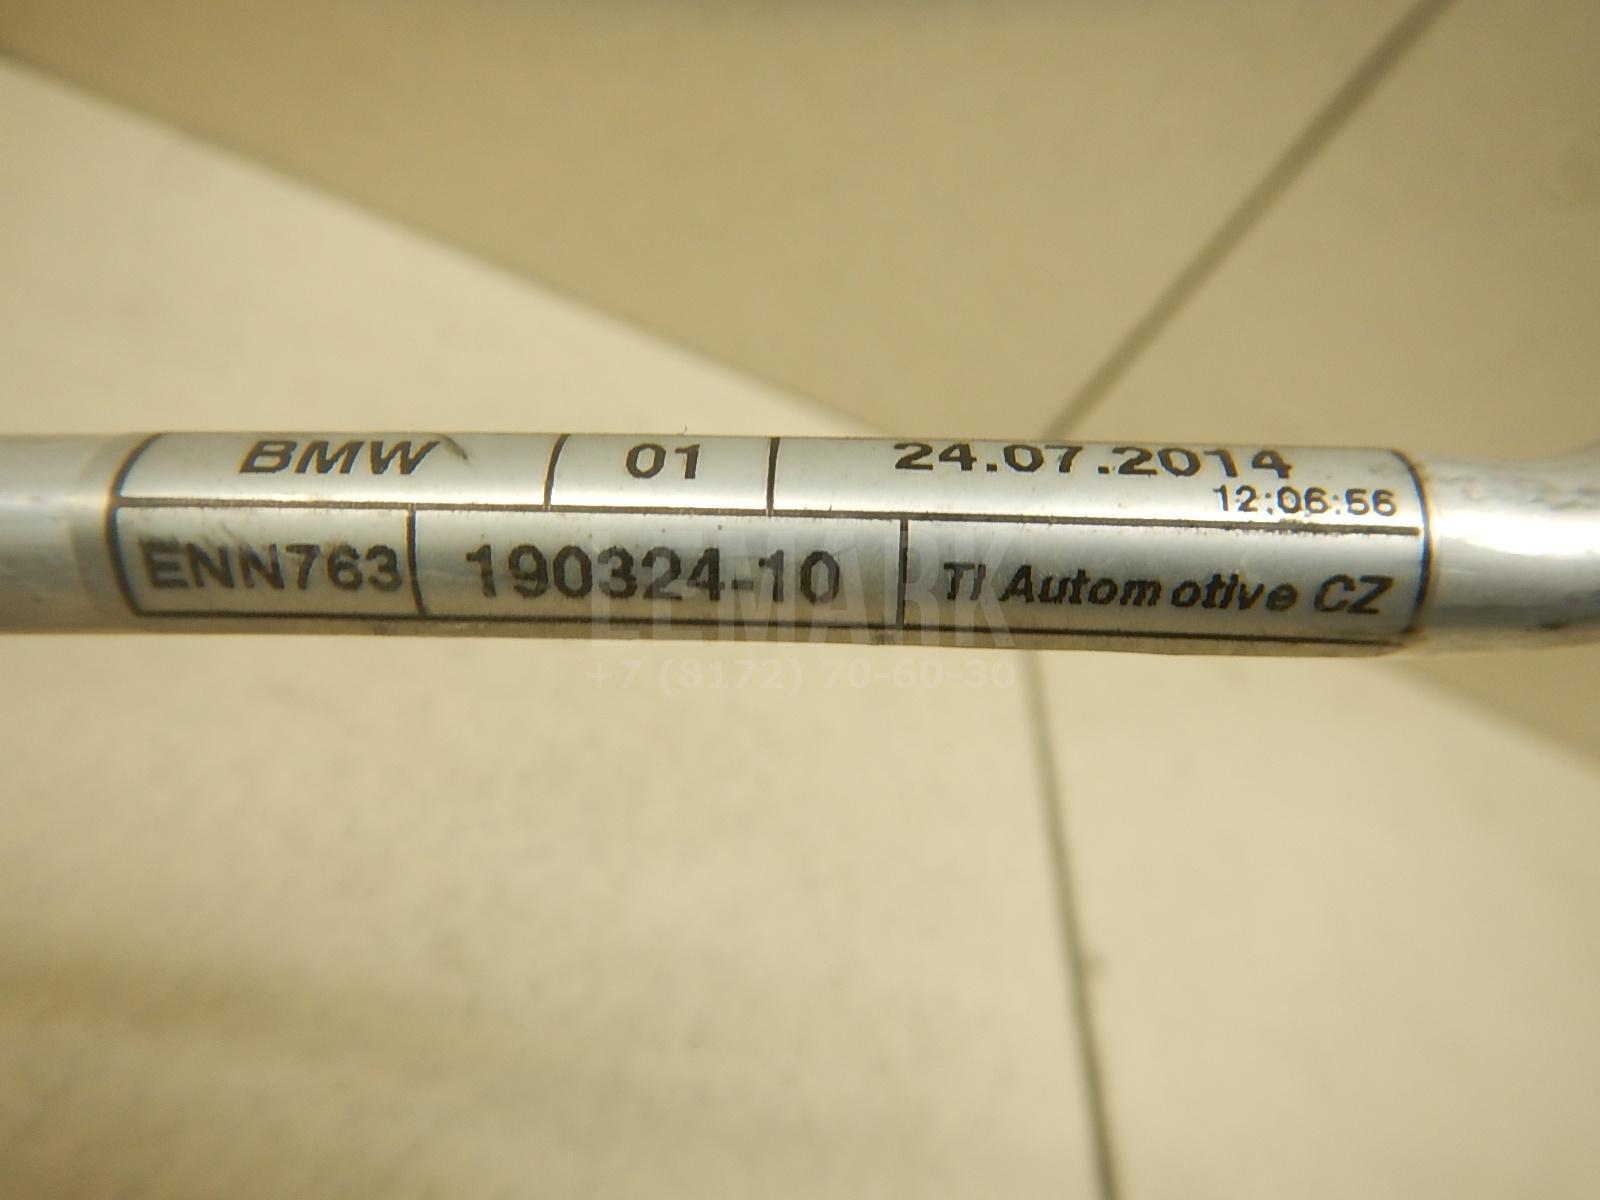 BMW 01 24.07.2014
12:06:56
ENN763 190324-10 TI Automotive CZ
LEMARK
+7 (8172) 70-60-30